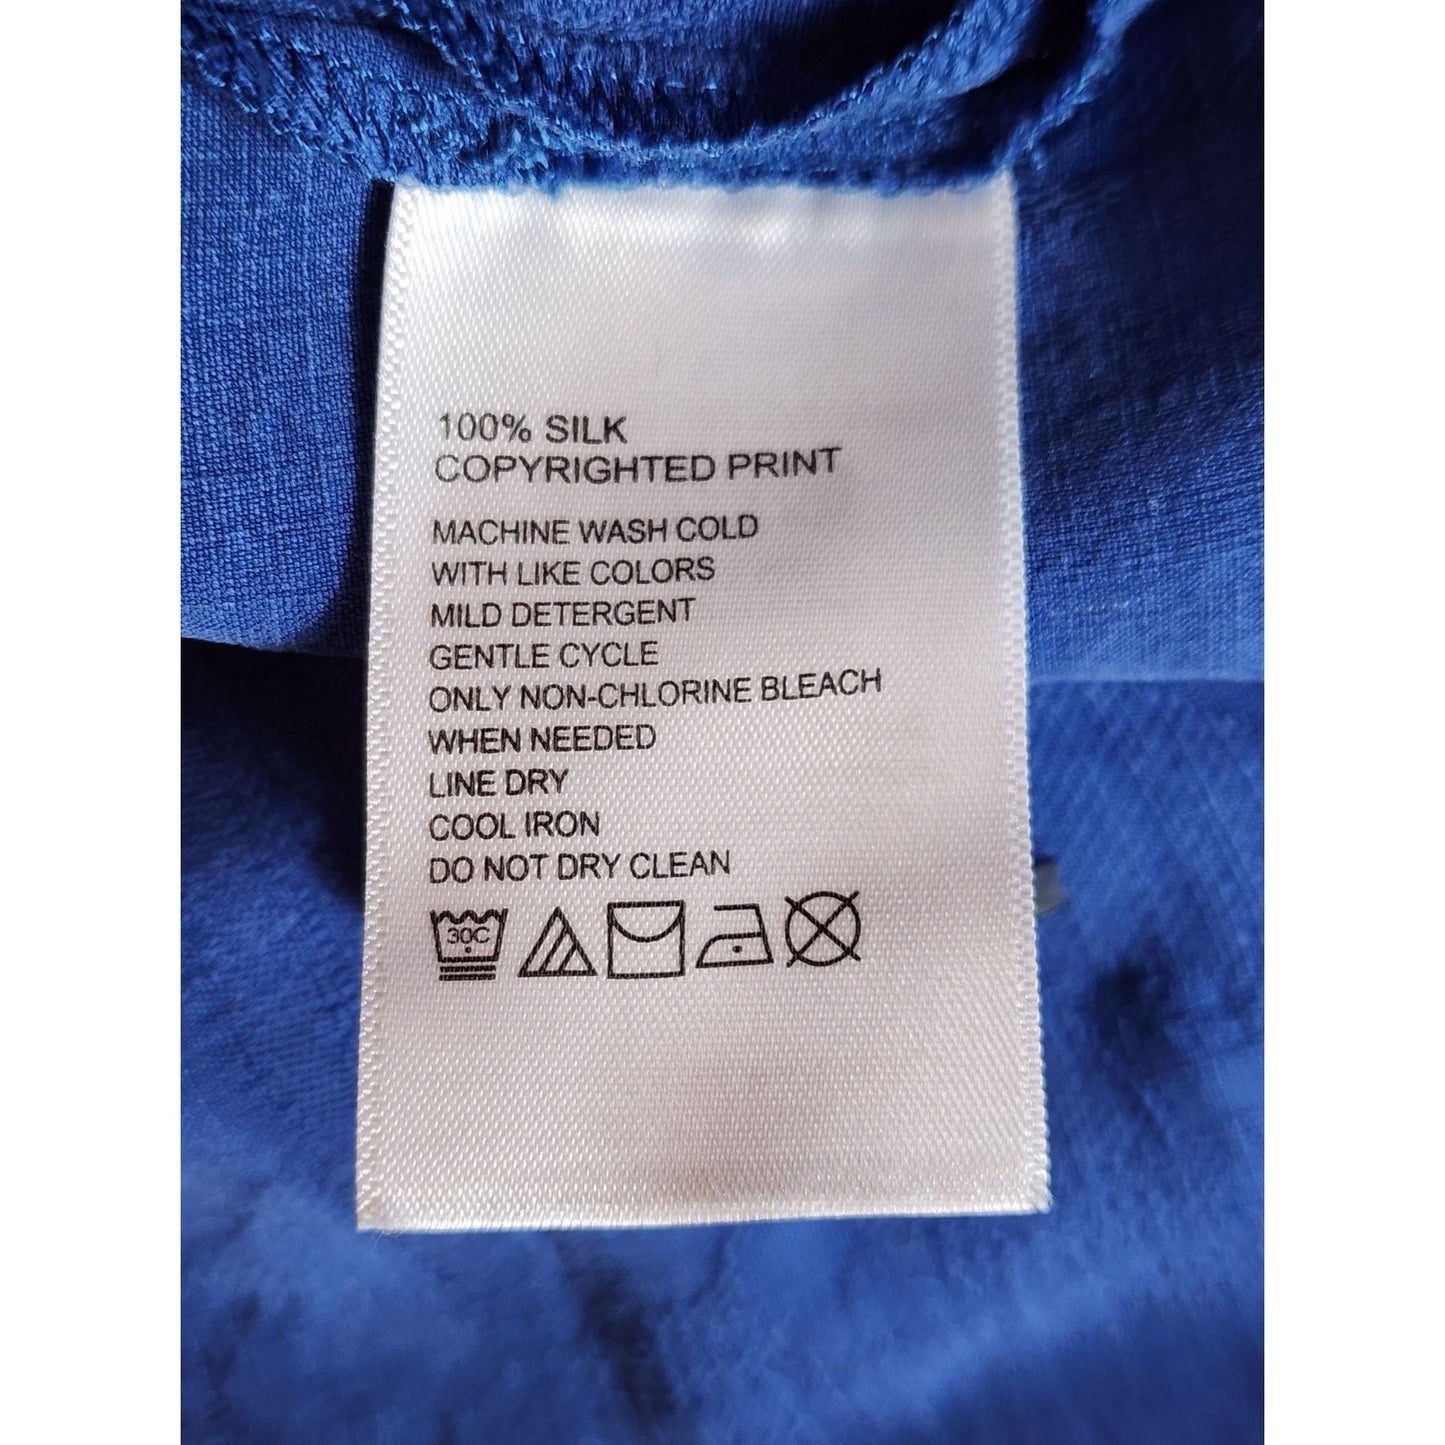 100% SILK
COPYRIGHTED PRINT
MACHINE WASH COLD
WITH LIKE COLORS
MILD DETERGENT
GENTLE CYCLE
ONLY NON-CHLORINE BLEACH
WHEN NEEDED
LINE DRY
COOL IRON
DO NOT DRY CLEAN
30C